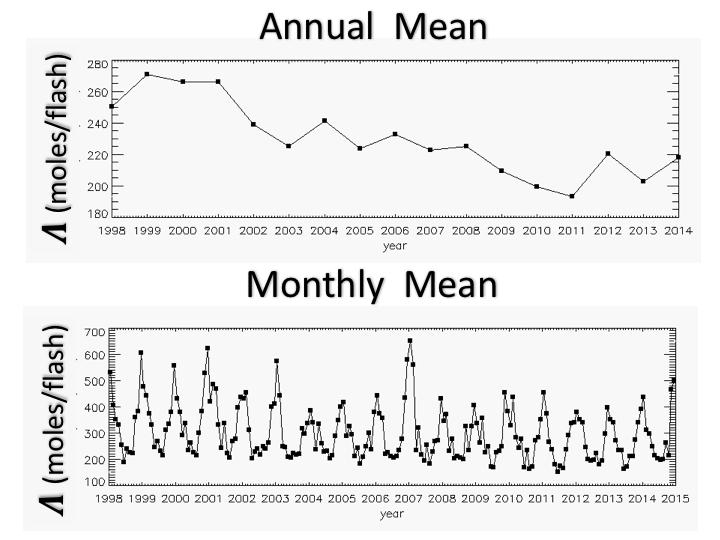 Annual Mean
Λ (moles/flash)
280
260
240
220
200
180
1998 1999 2000 2001 2002 2003 2004 2005 2006 2007 2008 2009 2010 2011 2012 2013 2014
year
Monthly Mean
Λ (moles/flash)
700
600
500
400
300
200
100
1998 1999 2000 2001 2002 2003 2004 2005 2006 2007 2008 2009 2010 2011 2012 2013 2014 2015
year